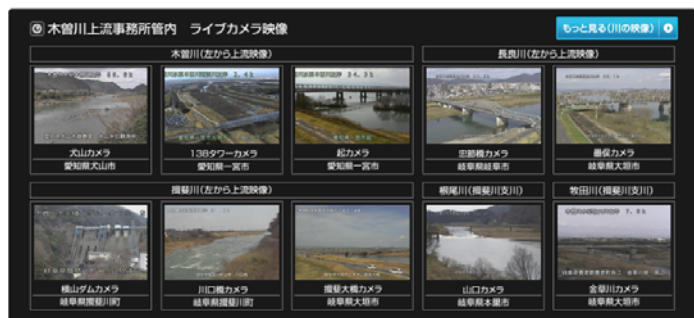 木曽川上流事務所管内 ライブカメラ映像
もっと見る(川の映像)
木曽川(左から上流映像)
長良川(左から上流映像)
犬山カメラ
愛知県犬山市
138タワーカメラ
愛知県一宮市
起カメラ
愛知県一宮市
忠節橋カメラ
岐阜県岐阜市
墨俣カメラ
岐阜県大垣市
揖斐川(左から上流映像)
根尾川(揖斐川支川)
牧田川(揖斐川支川)
横山ダムカメラ
岐阜県揖斐川町
川口橋カメラ
岐阜県揖斐川町
揖斐大橋カメラ
岐阜県大垣市
山口カメラ
岐阜県本巣市
金草川カメラ
岐阜県大垣市